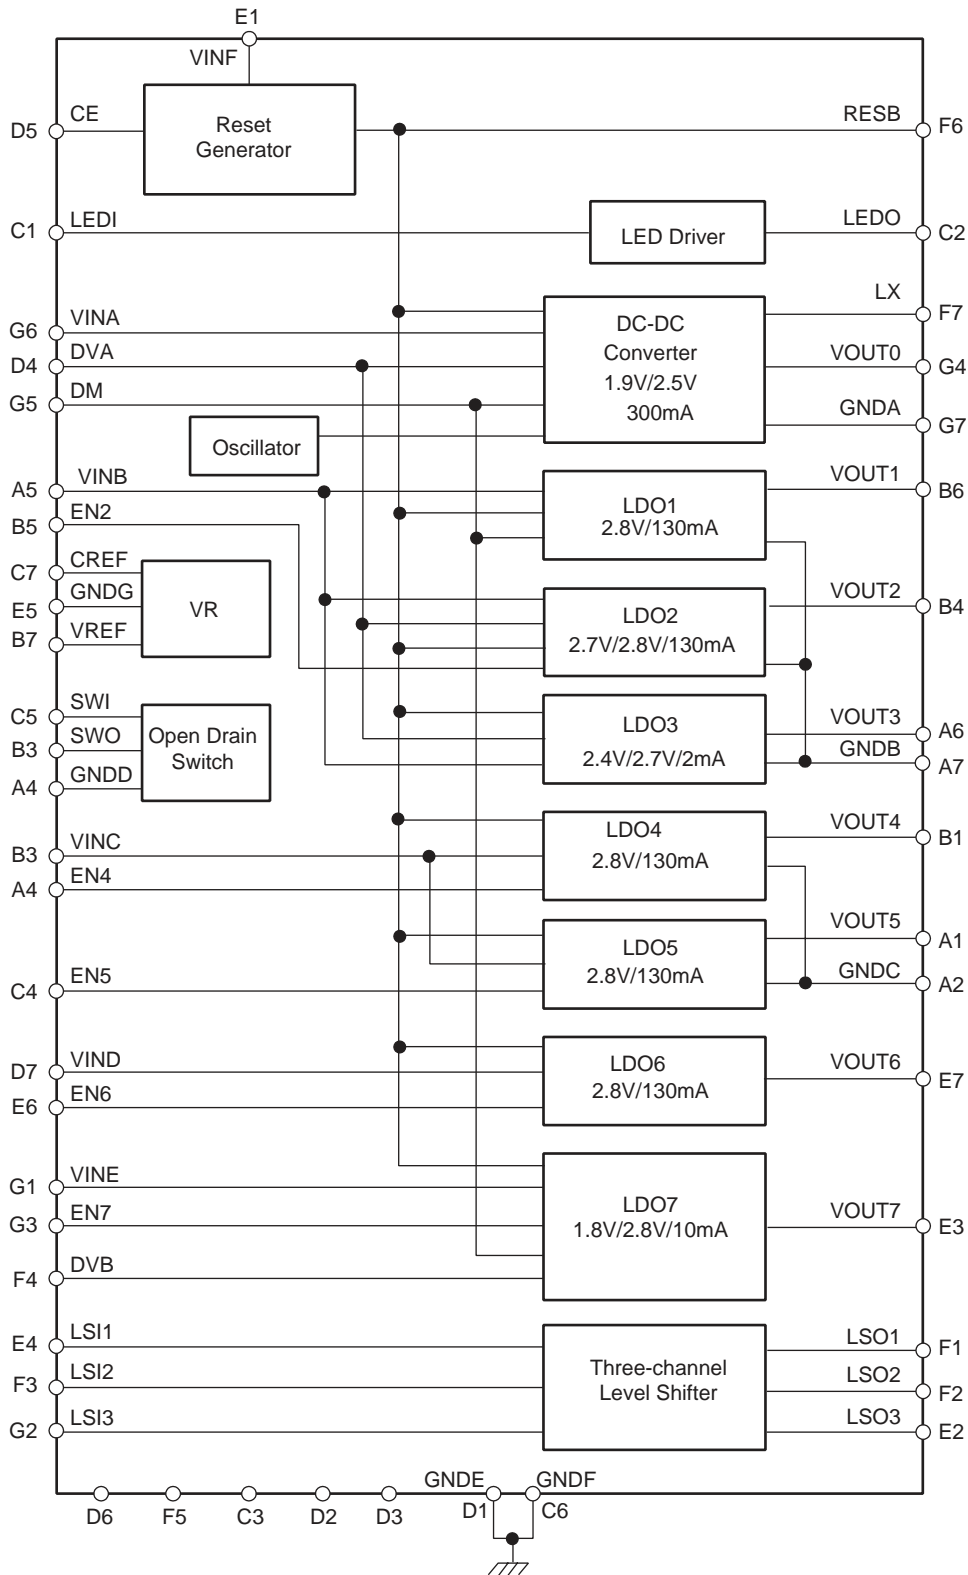 E1
VINF
D5
CE
Reset
Generator
RESB
F6
C1
LEDI
LED Driver
LEDO
C2
LX
F7
G6
VINA
DC-DC
Converter
1.9V/2.5V
300mA
D4
DVA
VOUT0
G4
G5
DM
GNDA
G7
Oscillator
A5
VINB
LDO1
2.8V/130mA
VOUT1
B6
B5
EN2
C7
CREF
E5
GNDG
B7
VREF
VR
LDO2
2.7V/2.8V/130mA
VOUT2
B4
C5
SWI
B3
SWO
A4
GNDD
Open Drain
Switch
LDO3
2.4V/2.7V/2mA
VOUT3
A6
GNDB
A7
B3
VINC
LDO4
2.8V/130mA
VOUT4
B1
A4
EN4
C4
EN5
LDO5
2.8V/130mA
VOUT5
A1
GNDC
A2
D7
VIND
E6
EN6
LDO6
2.8V/130mA
VOUT6
E7
G1
VINE
G3
EN7
F4
DVB
LDO7
1.8V/2.8V/10mA
VOUT7
E3
E4
LSI1
F3
LSI2
G2
LSI3
Three-channel
Level Shifter
LSO1
F1
LSO2
F2
LSO3
E2
GNDE
GNDF
D6
F5
C3
D2
D3
D1
C6